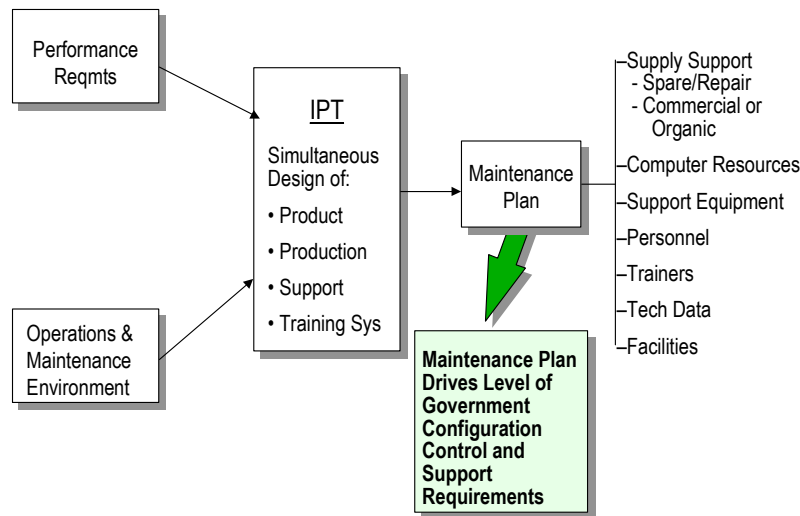 Performance
Reqmts
Operations &
Maintenance
Environment
IPT
Simultaneous
Design of:
• Product
• Production
• Support
• Training Sys
Maintenance
Plan
Maintenance Plan
Drives Level of
Government
Configuration
Control and
Support
Requirements
–Supply Support
- Spare/Repair
- Commercial or
Organic
–Computer Resources
–Support Equipment
–Personnel
–Trainers
–Tech Data
–Facilities